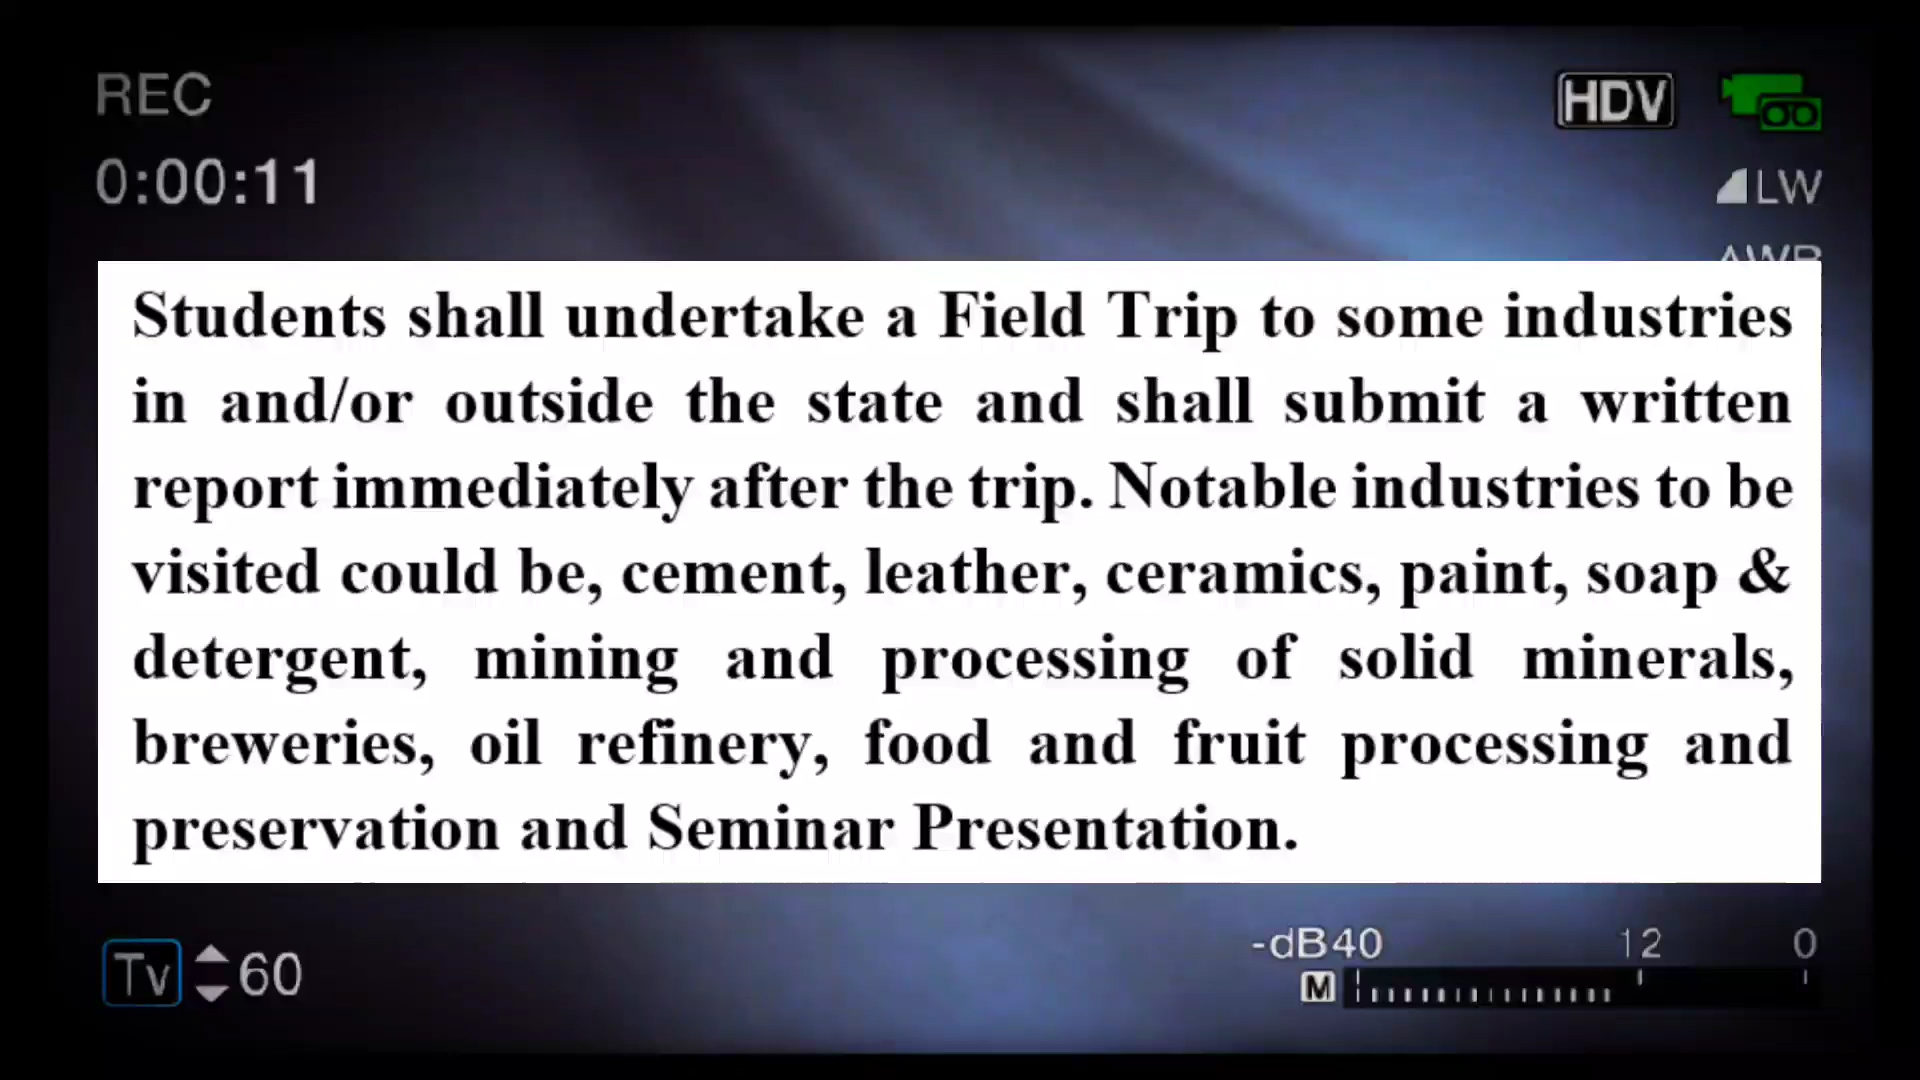 REC
HDV
0:00:11
LW
Students shall undertake a Field Trip to some industries
in and/or outside the state and shall submit a written
report immediately after the trip. Notable industries to be
visited could be, cement, leather, ceramics, paint, soap &
detergent, mining and processing of solid minerals,
breweries, oil refinery, food and fruit processing and
preservation and Seminar Presentation.
-dB40 12 0
Tv 60
M